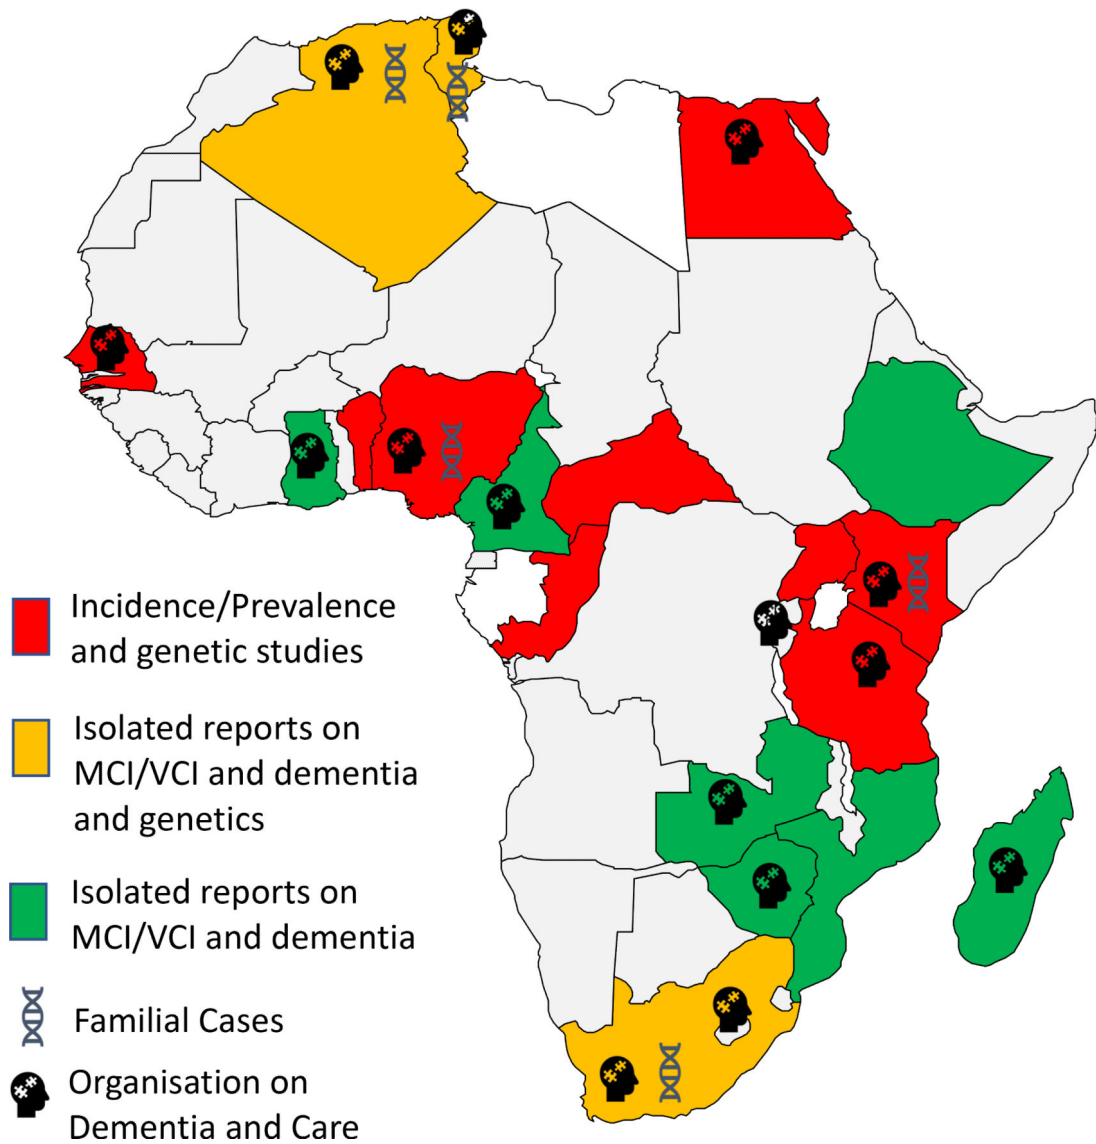 Incidence/Prevalence
and genetic studies
Isolated reports on
MCI/VCI and dementia
and genetics
Isolated reports on
MCI/VCI and dementia
Familial Cases
Organisation on
Dementia and Care